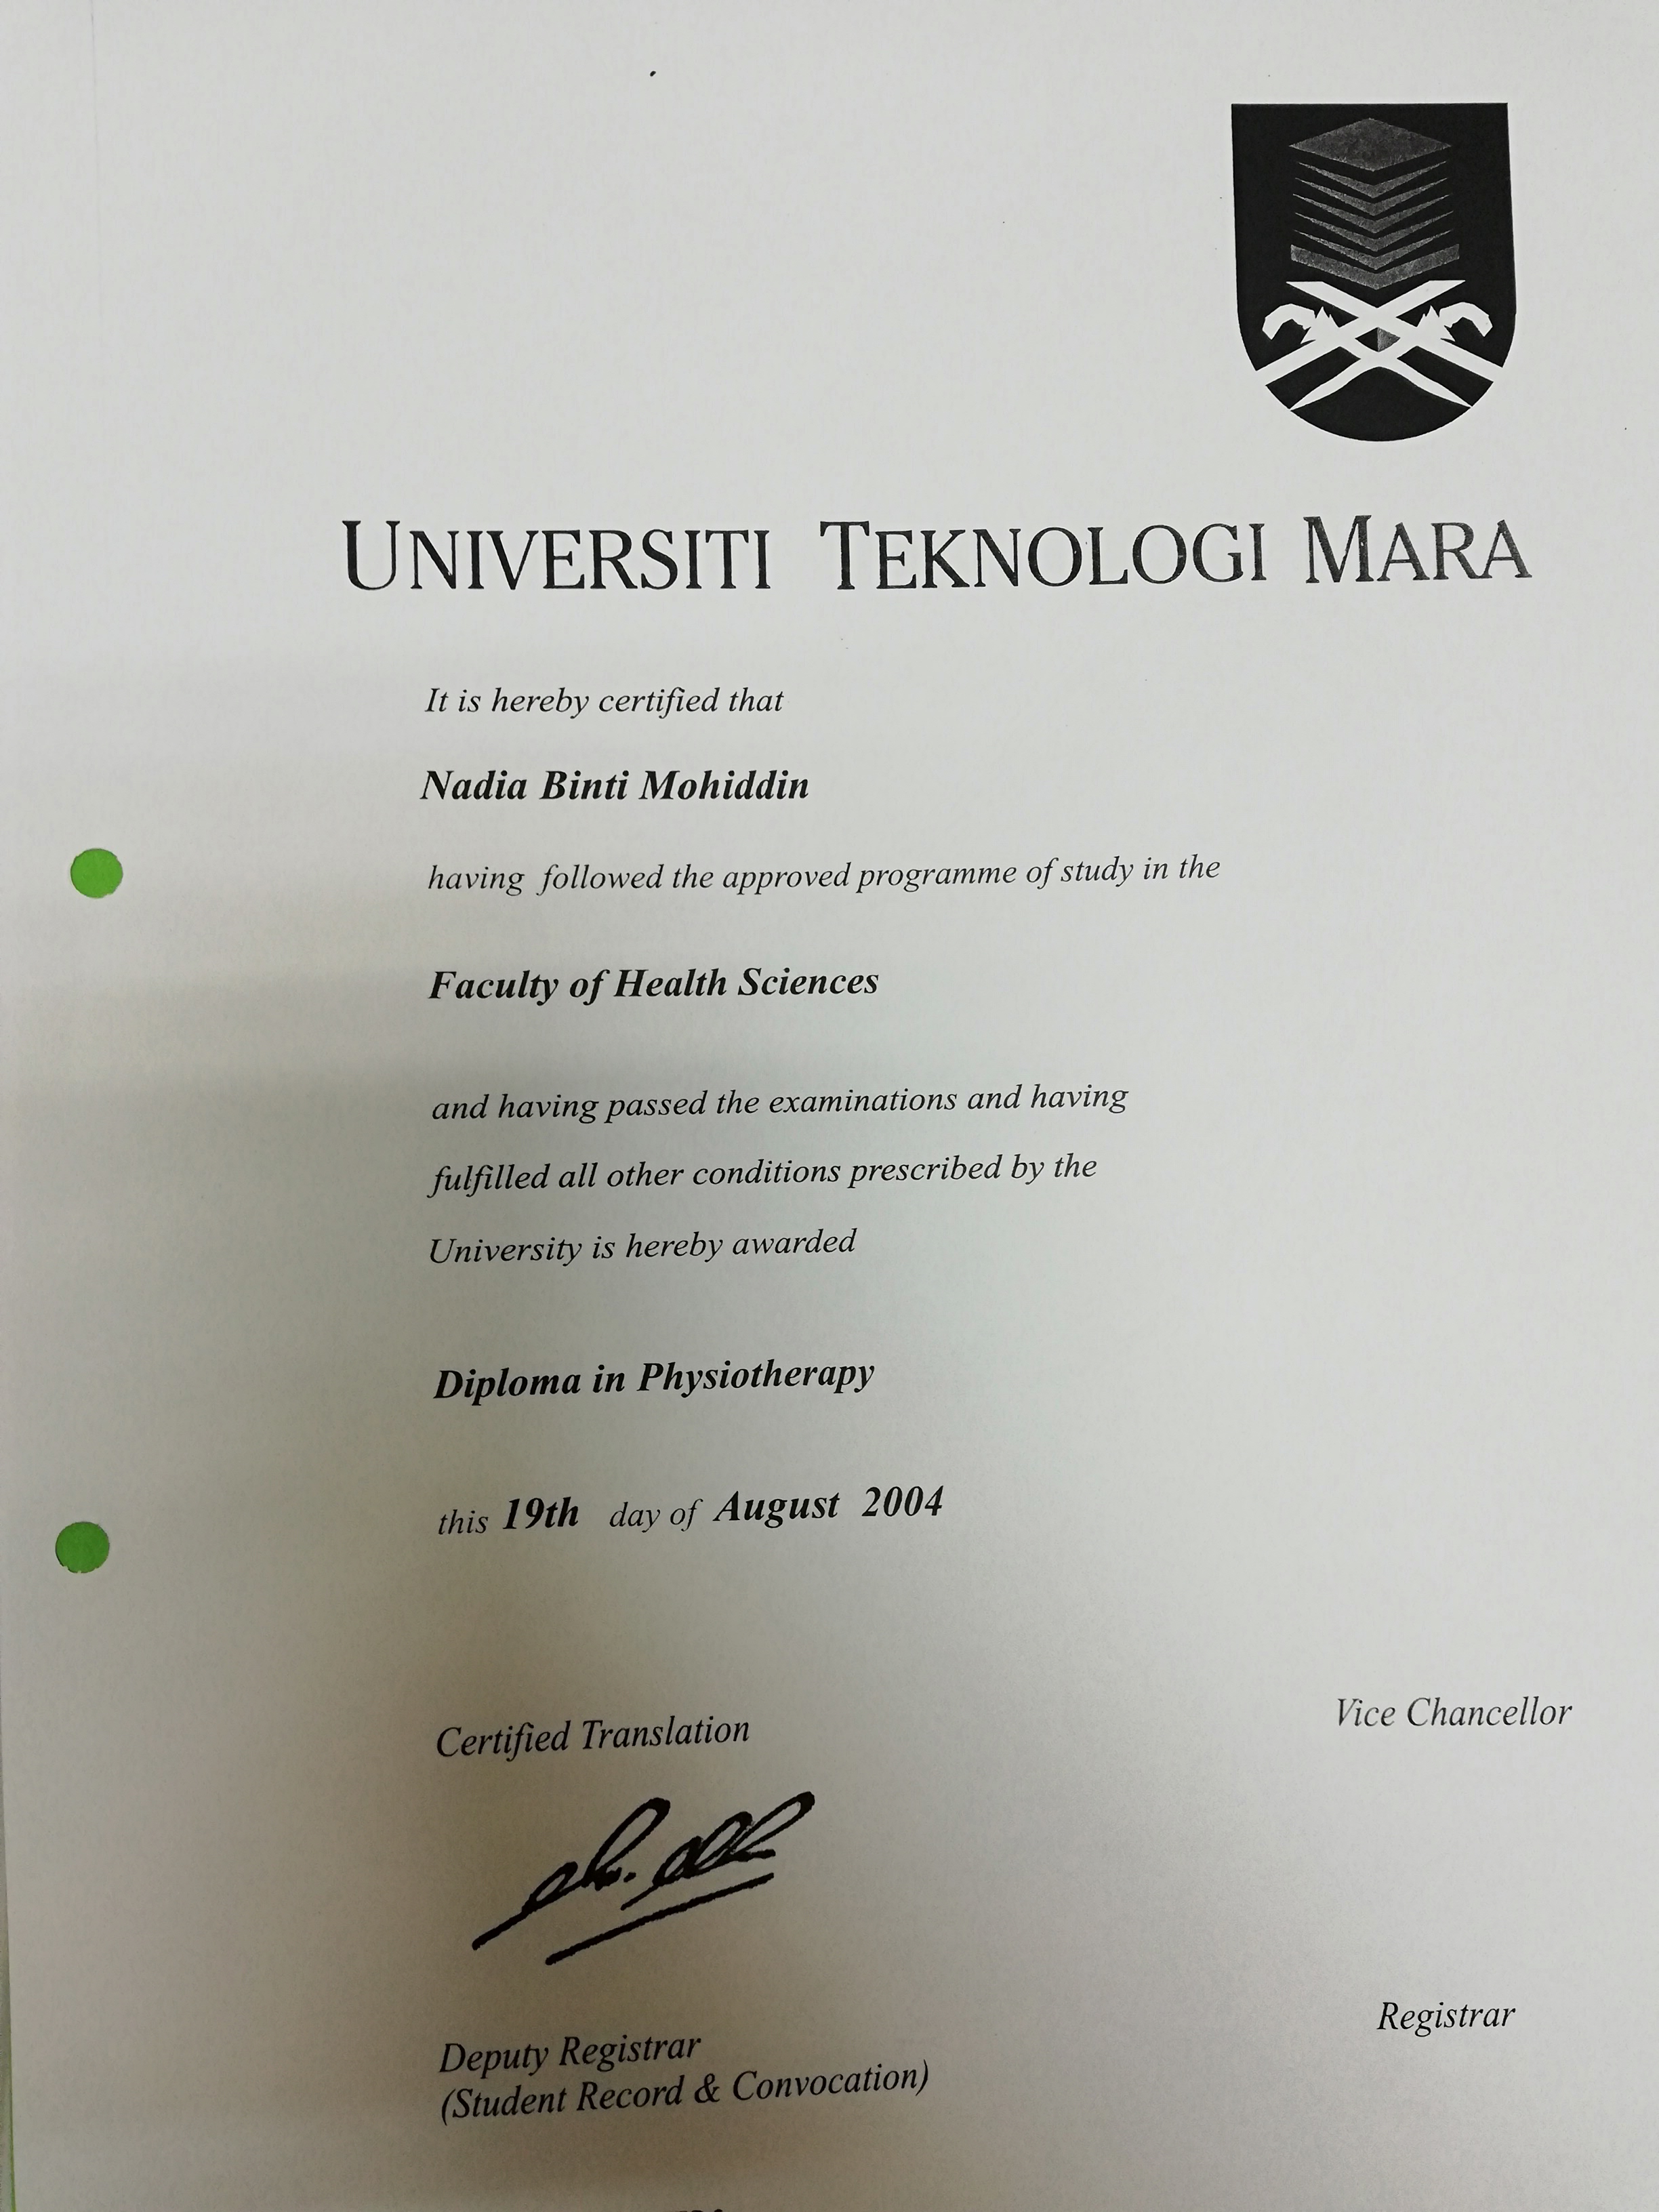 UNIVERSITI TEKNOLOGI MARA
It is hereby certified that
Nadia Binti Mohiddin
having followed the approved programme of study in the
Faculty of Health Sciences
and having passed the examinations and having
fulfilled all other conditions prescribed by the
University is hereby awarded
Diploma in Physiotherapy
this 19th day of August 2004
Vice Chancellor
Certified Translation
Registrar
Deputy Registrar
(Student Record & Convocation)